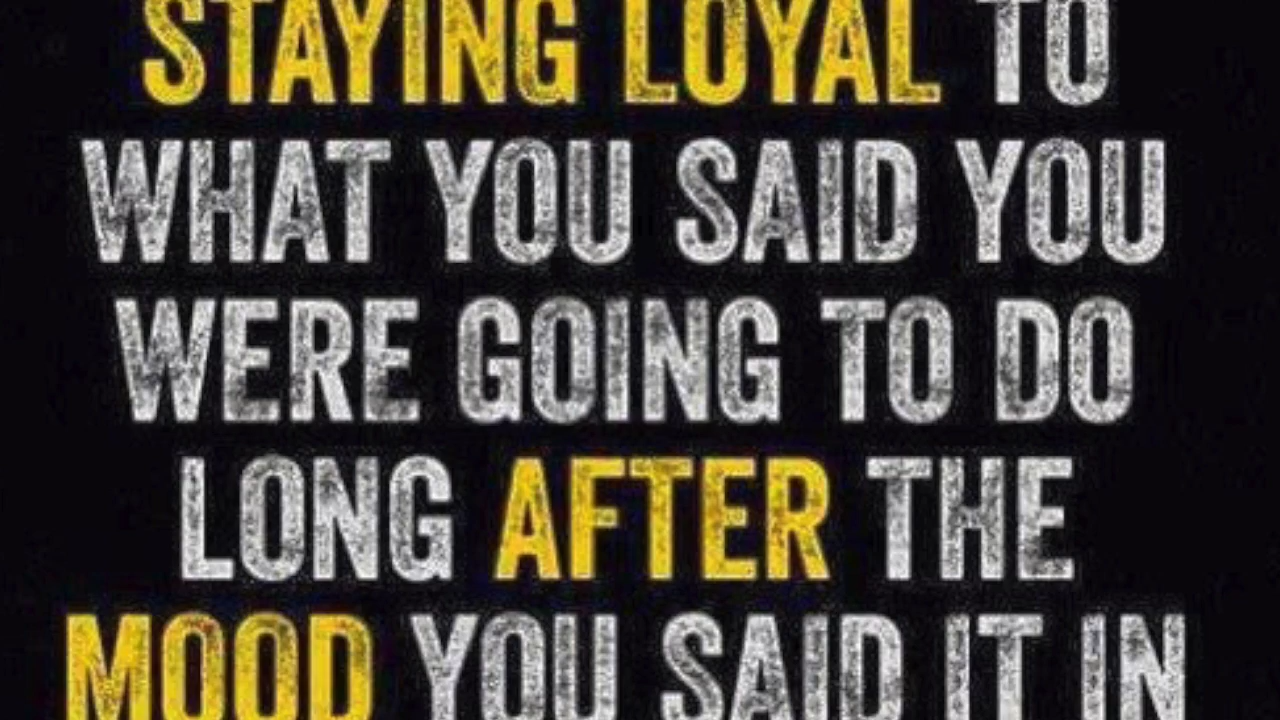 STAYING LOYAL TO
WHAT YOU SAID YOU
WERE GOING TO DO
LONG AFTER THE
MOOD YOU SAID IT IN